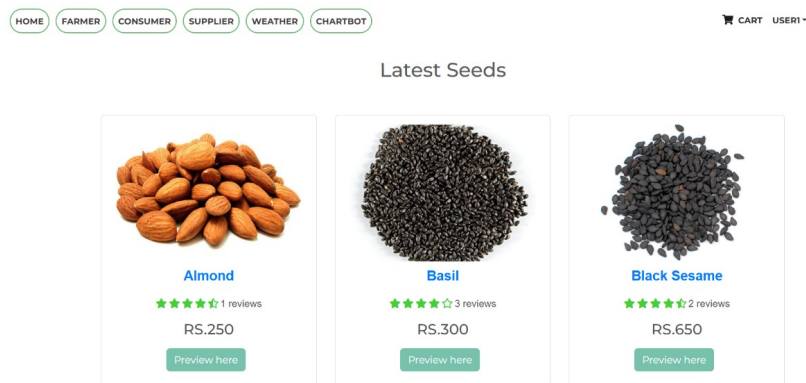 HOME FARMER CONSUMER SUPPLIER WEATHER CHARTBOT CART USER1
Latest Seeds
Almond Basil Black Sesame
1 reviews 3 reviews 2 reviews
RS.250 RS.300 RS.650
Preview here Preview here Preview here